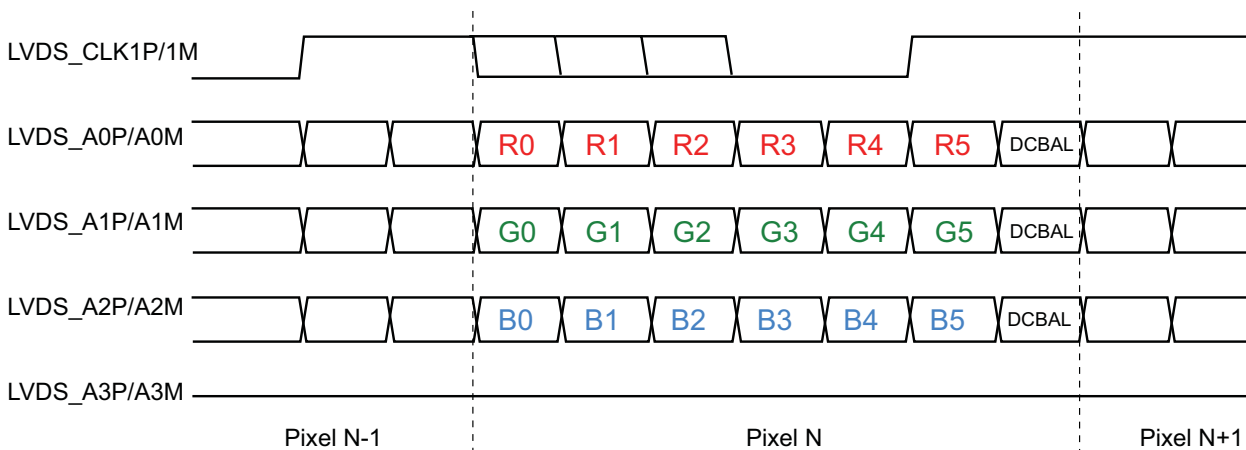 LVDS_CLK1P/1M
LVDS_A0P/A0M R0 R1 R2 R3 R4 R5 DCBAL
LVDS_A1P/A1M G0 G1 G2 G3 G4 G5 DCBAL
LVDS_A2P/A2M B0 B1 B2 B3 B4 B5 DCBAL
LVDS_A3P/A3M
Pixel N-1 Pixel N Pixel N+1